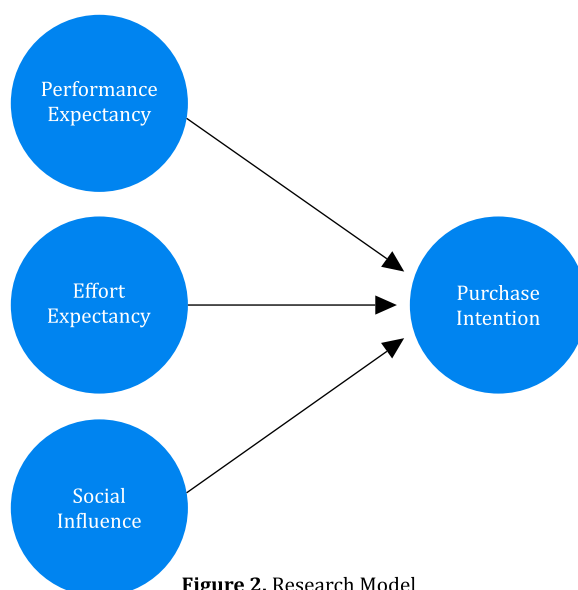 Performance
Expectancy
Effort
Expectancy
Purchase
Intention
Social
Influence
Figure 2. Research Model